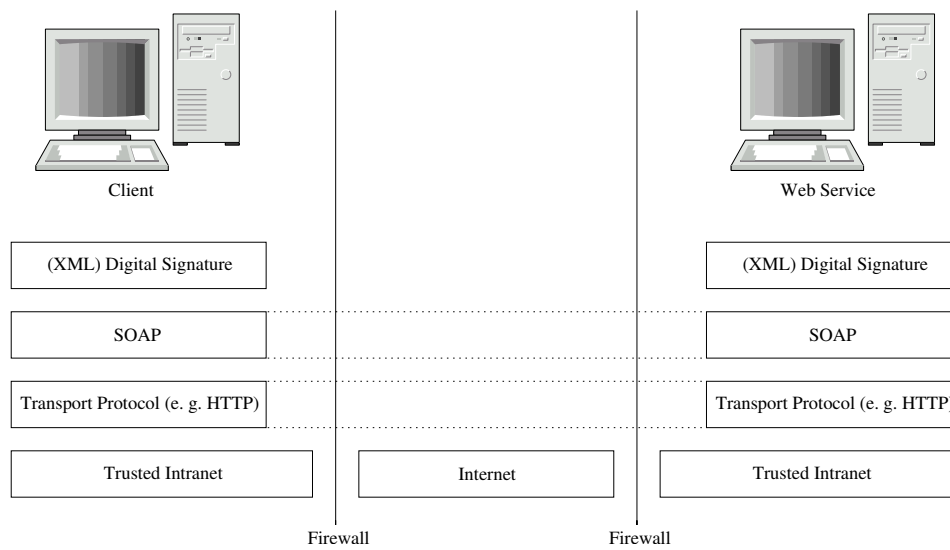 Client
Web Service
(XML) Digital Signature
(XML) Digital Signature
SOAP
SOAP
Transport Protocol (e. g. HTTP)
Transport Protocol (e. g. HTTP)
Trusted Intranet
Internet
Trusted Intranet
Firewall
Firewall